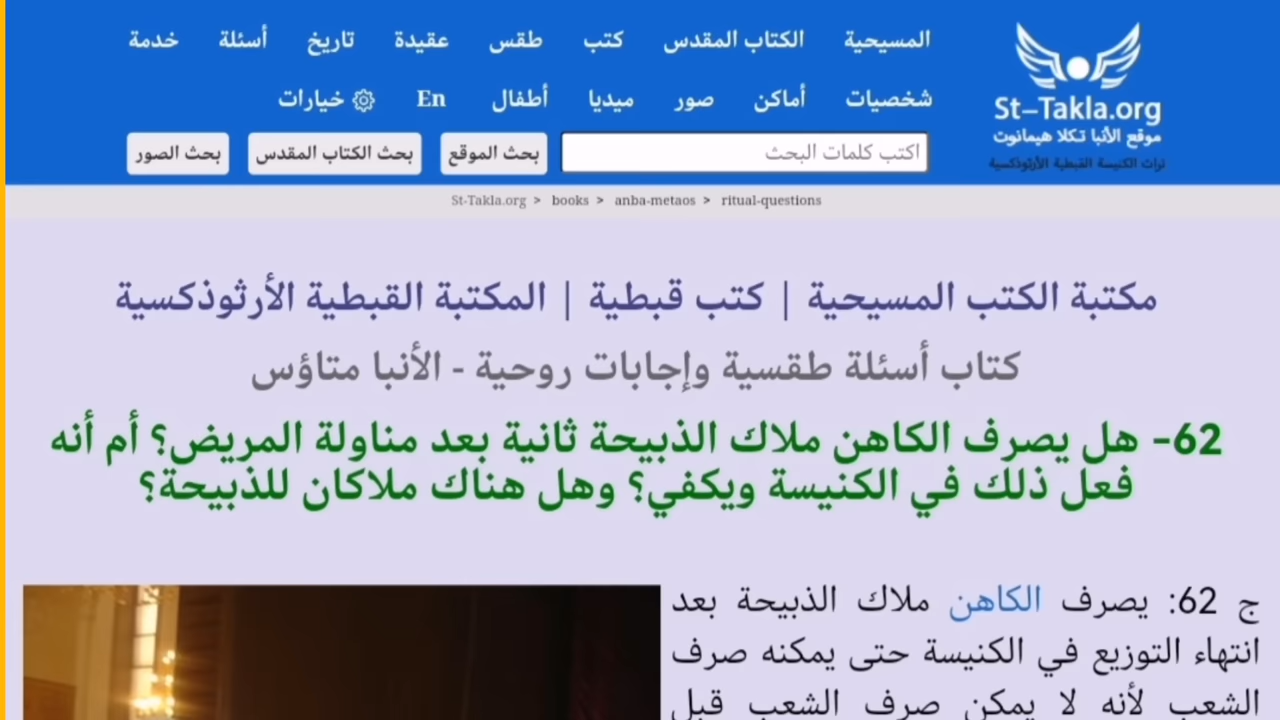 المسيحية الكتاب المقدس كتب طقس عقيدة تاريخ أسئلة خدمة
شخصيات أماكن صور ميديا أطفال En خيارات
St-Takla.org
موقع الأنبا تكلا هيمانوت
تراث الكنيسة القبطية الأرثوذكسية
اكتب كلمات البحث بحث الموقع بحث الكتاب المقدس بحث الصور
St-Takla.org > books > anba-metaos > ritual-questions
مكتبة الكتب المسيحية | كتب قبطية | المكتبة القبطية الأرثوذكسية
كتاب أسئلة طقسية وإجابات روحية - الأنبا متاؤس
62- هل يصرف الكاهن ملاك الذبيحة ثانية بعد مناولة المريض؟ أم أنه
فعل ذلك في الكنيسة ويكفي؟ وهل هناك ملاكان للذبيحة؟
ج 62: يصرف الكاهن ملاك الذبيحة بعد
انتهاء التوزيع في الكنيسة حتى يمكنه صرف
الشعب لأنه لا يمكن صرف الشعب قبل